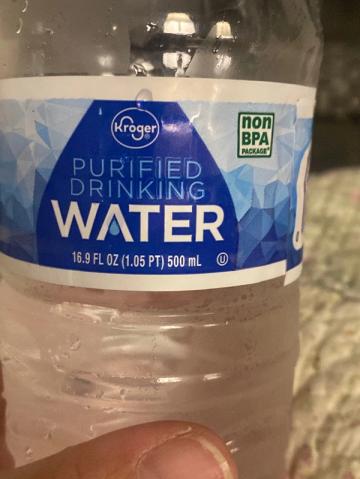 Kroger
non
BPA
PACKAGE
PURIFIED
DRINKING
WATER
16.9 FL OZ (1.05 PT) 500 mL U